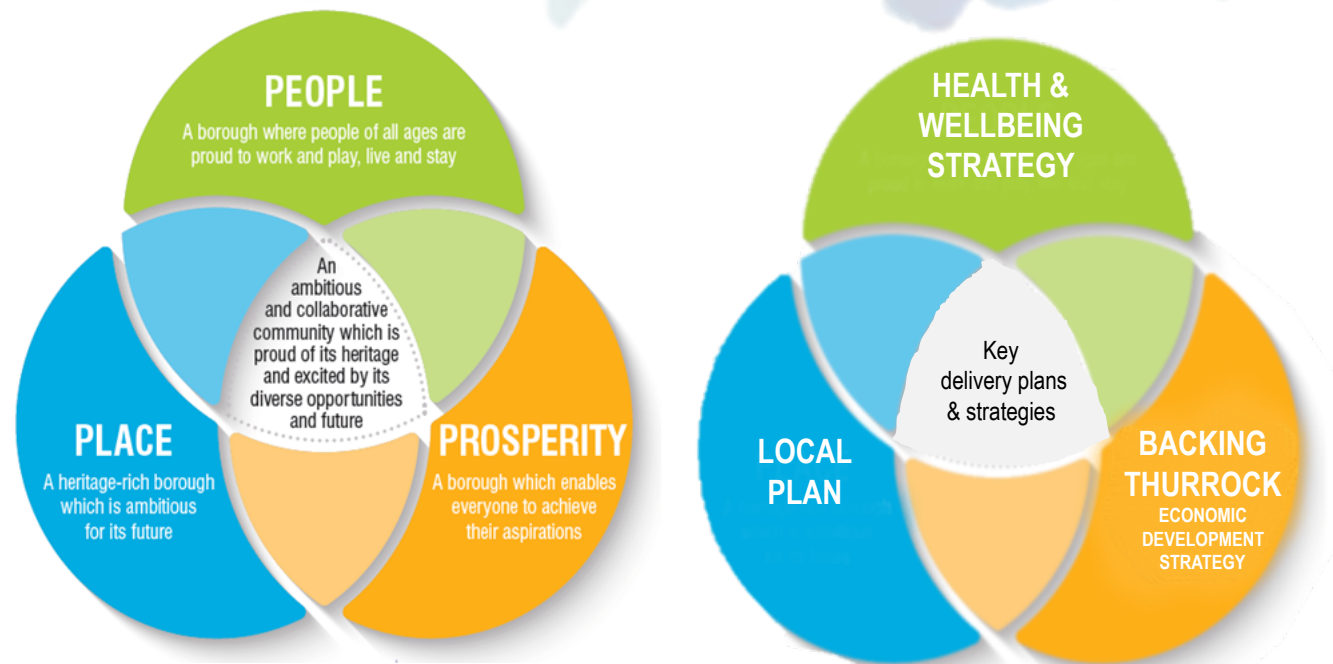 PEOPLE
A borough where people of all ages are
proud to work and play, live and stay
An
ambitious
and collaborative
community which is
proud of its heritage
and excited by its
diverse opportunities
and future
PLACE
A heritage-rich borough
which is ambitious
for its future
PROSPERITY
A borough which enables
everyone to achieve
their aspirations
HEALTH &
WELLBEING
STRATEGY
Key
delivery plans
& strategies
LOCAL
PLAN
BACKING
THURROCK
ECONOMIC
DEVELOPMENT
STRATEGY